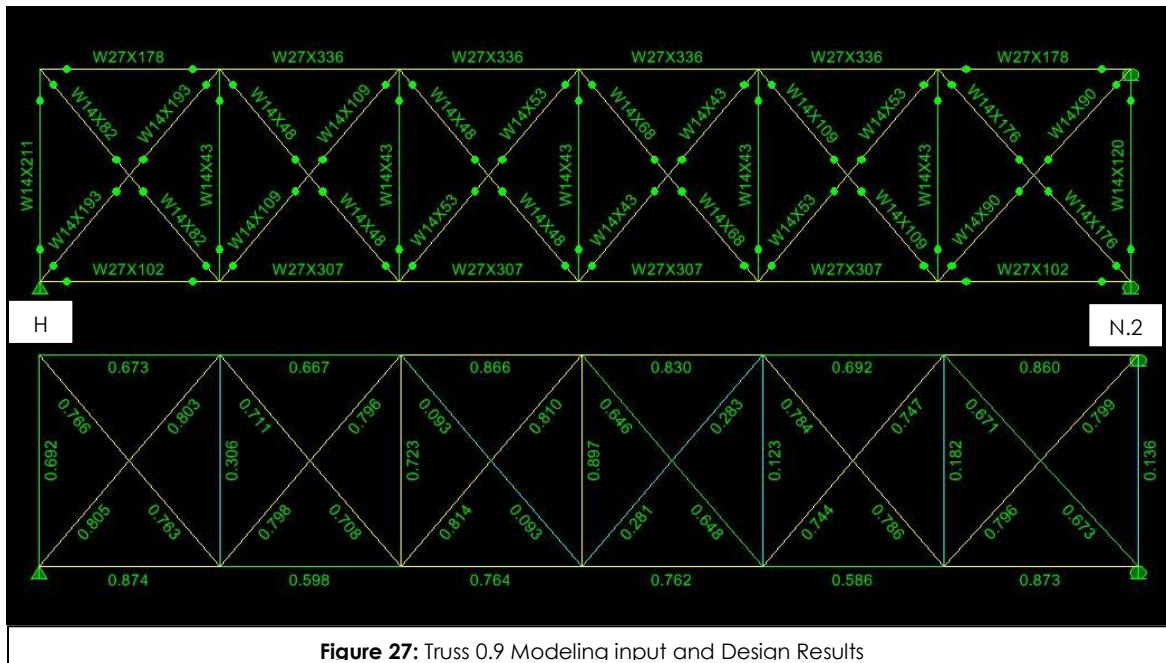 W27X178 W27X336 W27X336 W27X336 W27X336 W27X178
W14X82 W14X193 W14X48 W14X109 W14X48 W14X53 W14X68 W14X43 W14X109 W14X53 W14X176 W14X90
W14X211 W14X43 W14X43 W14X43 W14X43 W14X43 W14X120
W14X193 W14X82 W14X109 W14X48 W14X53 W14X48 W14X43 W14X68 W14X53 W14X109 W14X90 W14X176
W27X102 W27X307 W27X307 W27X307 W27X307 W27X102
H N.2
0.673 0.667 0.866 0.830 0.692 0.860
0.766 0.803 0.711 0.796 0.093 0.810 0.646 0.283 0.784 0.747 0.671 0.799
0.692 0.306 0.723 0.897 0.123 0.182 0.136
0.805 0.763 0.798 0.708 0.814 0.093 0.281 0.648 0.744 0.786 0.796 0.673
0.874 0.598 0.764 0.762 0.586 0.873
Figure 27: Truss 0.9 Modeling input and Design Results